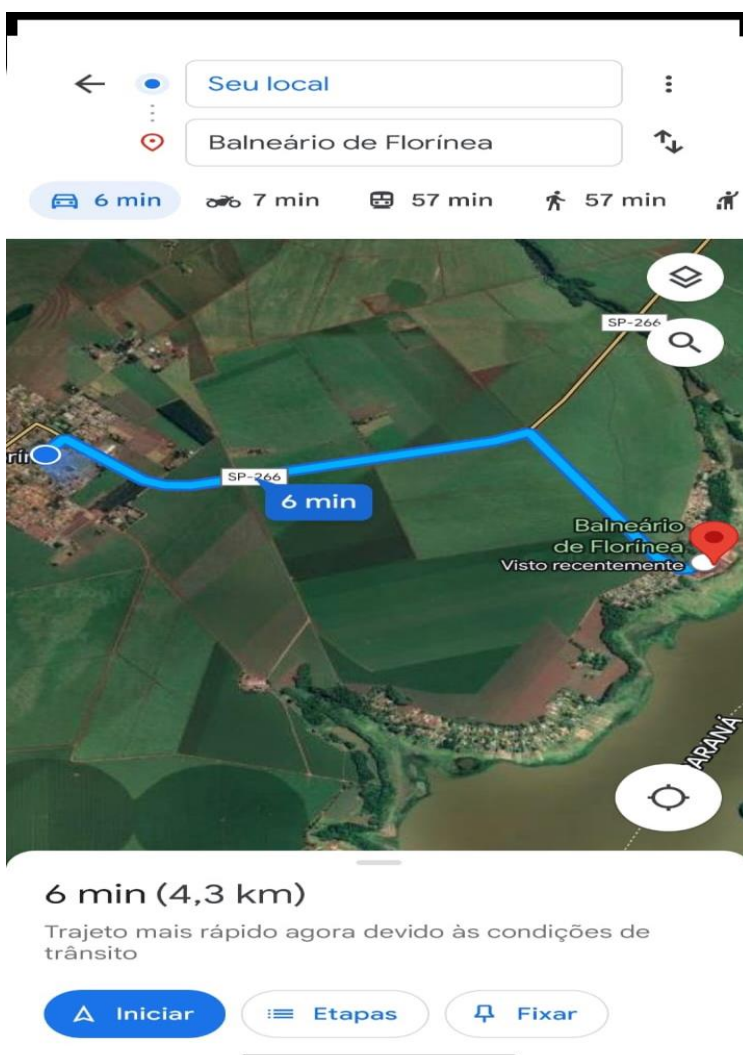 Seu local
Balneário de Florínea
6 min
7 min
57 min
57 min
SP-266
SP-266
6 min
Balneário
de Florínea
Visto recentemente
6 min (4,3 km)
Trajeto mais rápido agora devido às condições de
trânsito
Iniciar
Etapas
Fixar